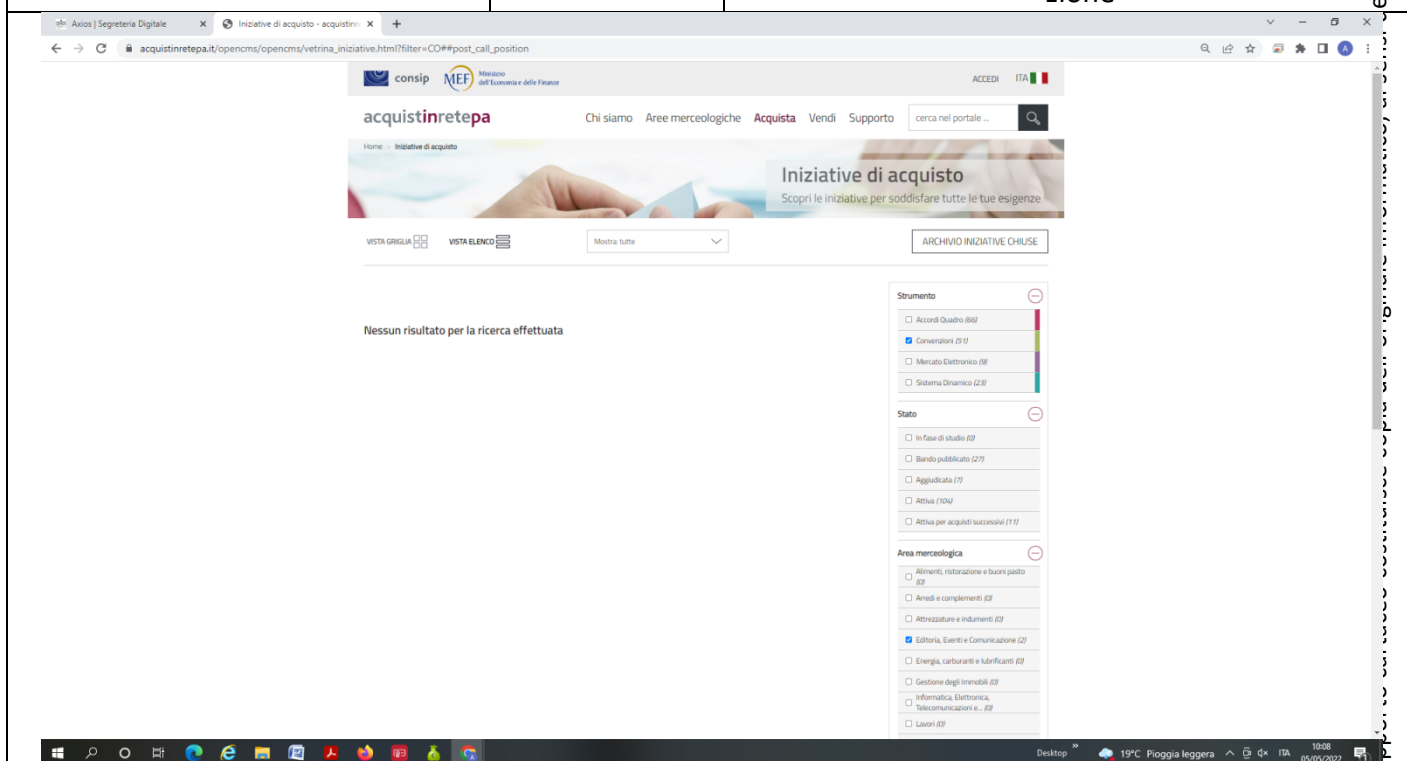 zione
Axios | Segreteria Digitale
Iniziative di acquisto - acquistinr
acquistinretepa.it/opencms/opencms/vetrina_iniziative.html?filter=CO##post_call_position
A
consip
MEF
Ministero
dell'Economia e delle Finanze
ACCEDI ITA
acquistinretepa
Chi siamo Aree merceologiche Acquista Vendi Supporto
cerca nel portale ...
Home > Iniziative di acquisto
Iniziative di acquisto
Scopri le iniziative per soddisfare tutte le tue esigenze
VISTA GRIGLIA
VISTA ELENCO
Mostra: tutte
ARCHIVIO INIZIATIVE CHIUSE
Nessun risultato per la ricerca effettuata
Strumento
Accordi Quadro (66)
Convenzioni (51)
Mercato Elettronico (9)
Sistema Dinamico (23)
Stato
In fase di studio (0)
Bando pubblicato (27)
Aggiudicata (7)
Attiva (104)
Attiva per acquisti successivi (11)
Area merceologica
Alimenti, ristorazione e buoni pasto
(0)
Arredi e complementi (0)
Attrezzature e indumenti (0)
Editoria, Eventi e Comunicazione (2)
Energia, carburanti e lubrificanti (0)
Gestione degli Immobili (0)
Informatica, Elettronica,
Telecomunicazioni e... (0)
Lavori (0)
Desktop
19°C Pioggia leggera
ITA
10:08
05/05/2022